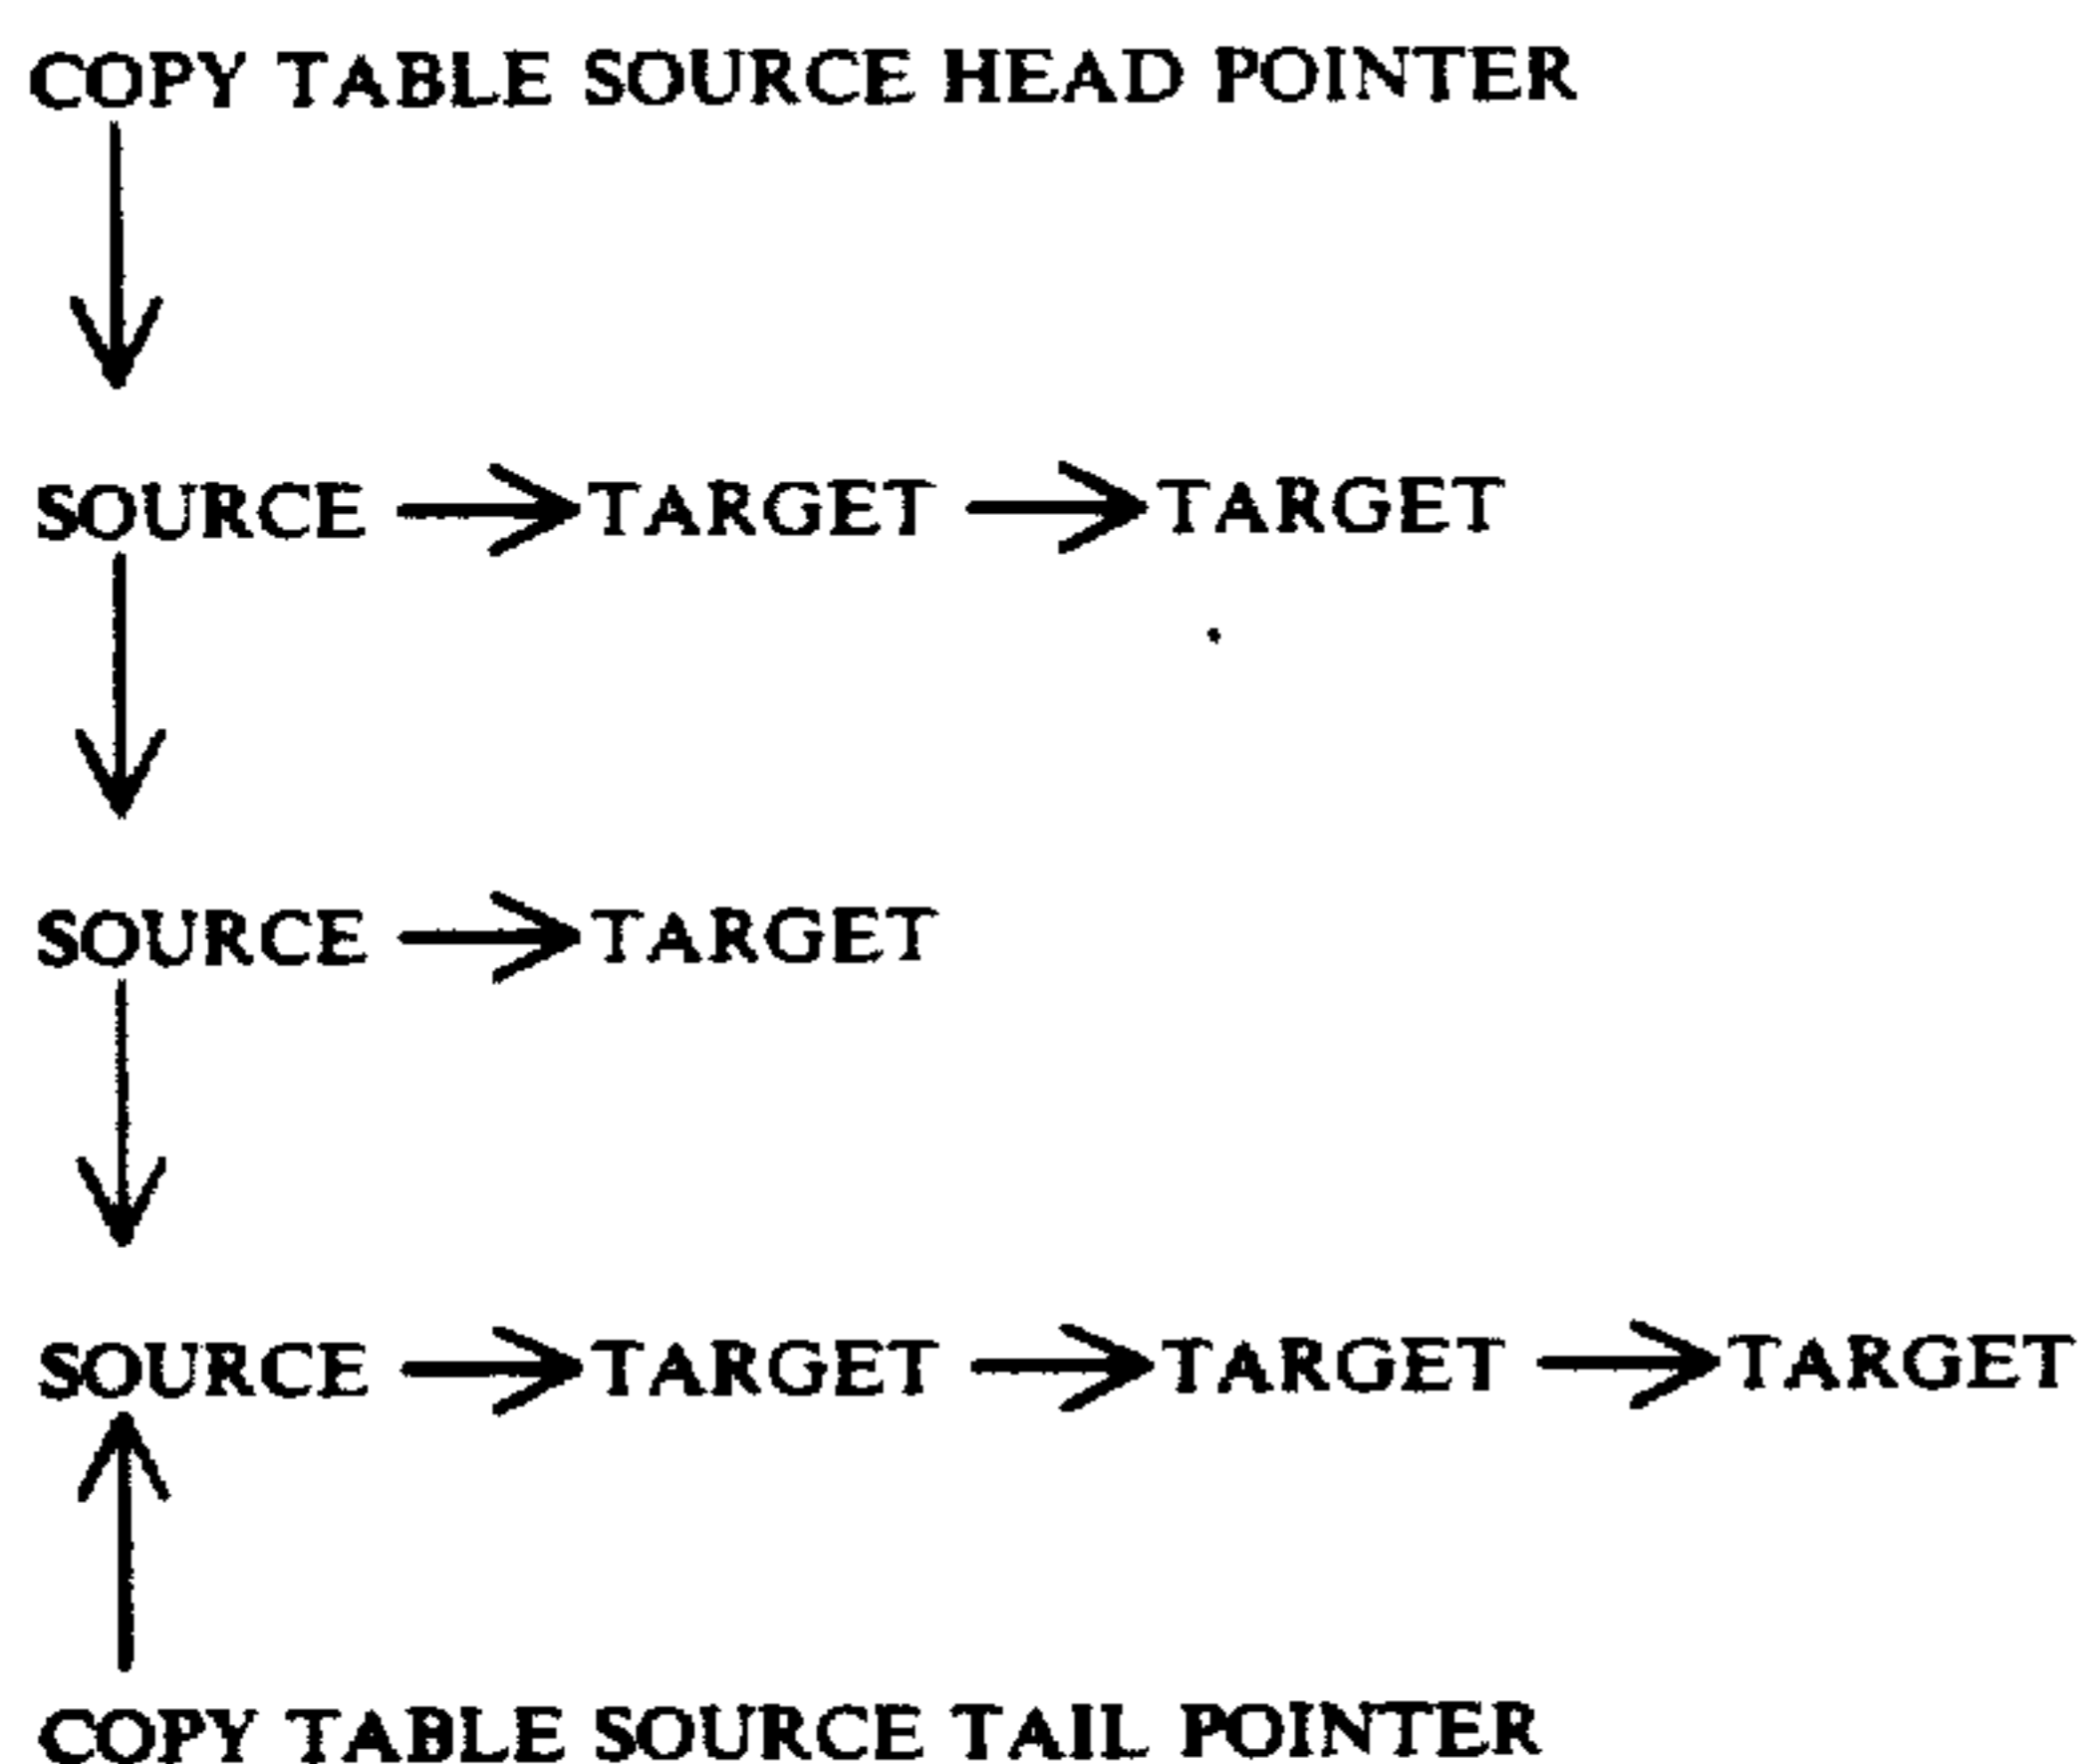 COPY TABLE SOURCE HEAD POINTER
SOURCE TARGET TARGET
SOURCE TARGET
SOURCE TARGET TARGET TARGET
COPY TABLE SOURCE TAIL POINTER